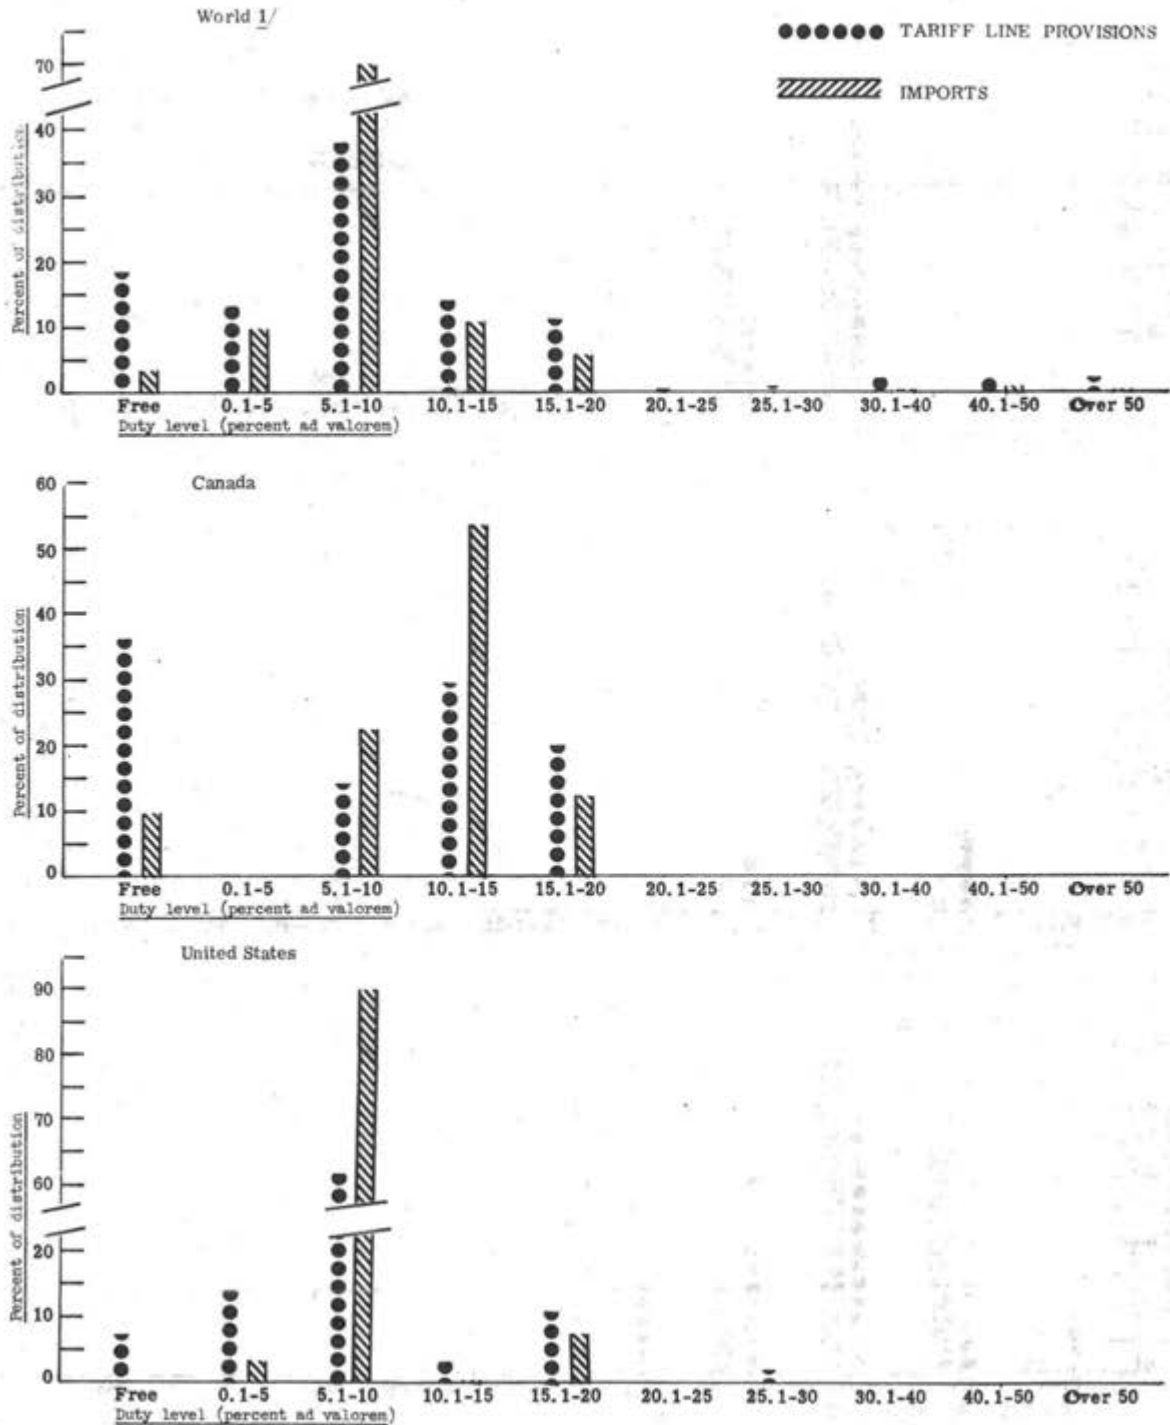 World 1/
TARIFF LINE PROVISIONS
IMPORTS
Percent of distribution
70
40
30
20
10
0
Free 0.1-5 5.1-10 10.1-15 15.1-20 20.1-25 25.1-30 30.1-40 40.1-50 Over 50
Duty level (percent ad valorem)
Canada
Percent of distribution
60
50
40
30
20
10
0
Free 0.1-5 5.1-10 10.1-15 15.1-20 20.1-25 25.1-30 30.1-40 40.1-50 Over 50
Duty level (percent ad valorem)
United States
Percent of distribution
90
80
70
60
20
10
0
Free 0.1-5 5.1-10 10.1-15 15.1-20 20.1-25 25.1-30 30.1-40 40.1-50 Over 50
Duty level (percent ad valorem)